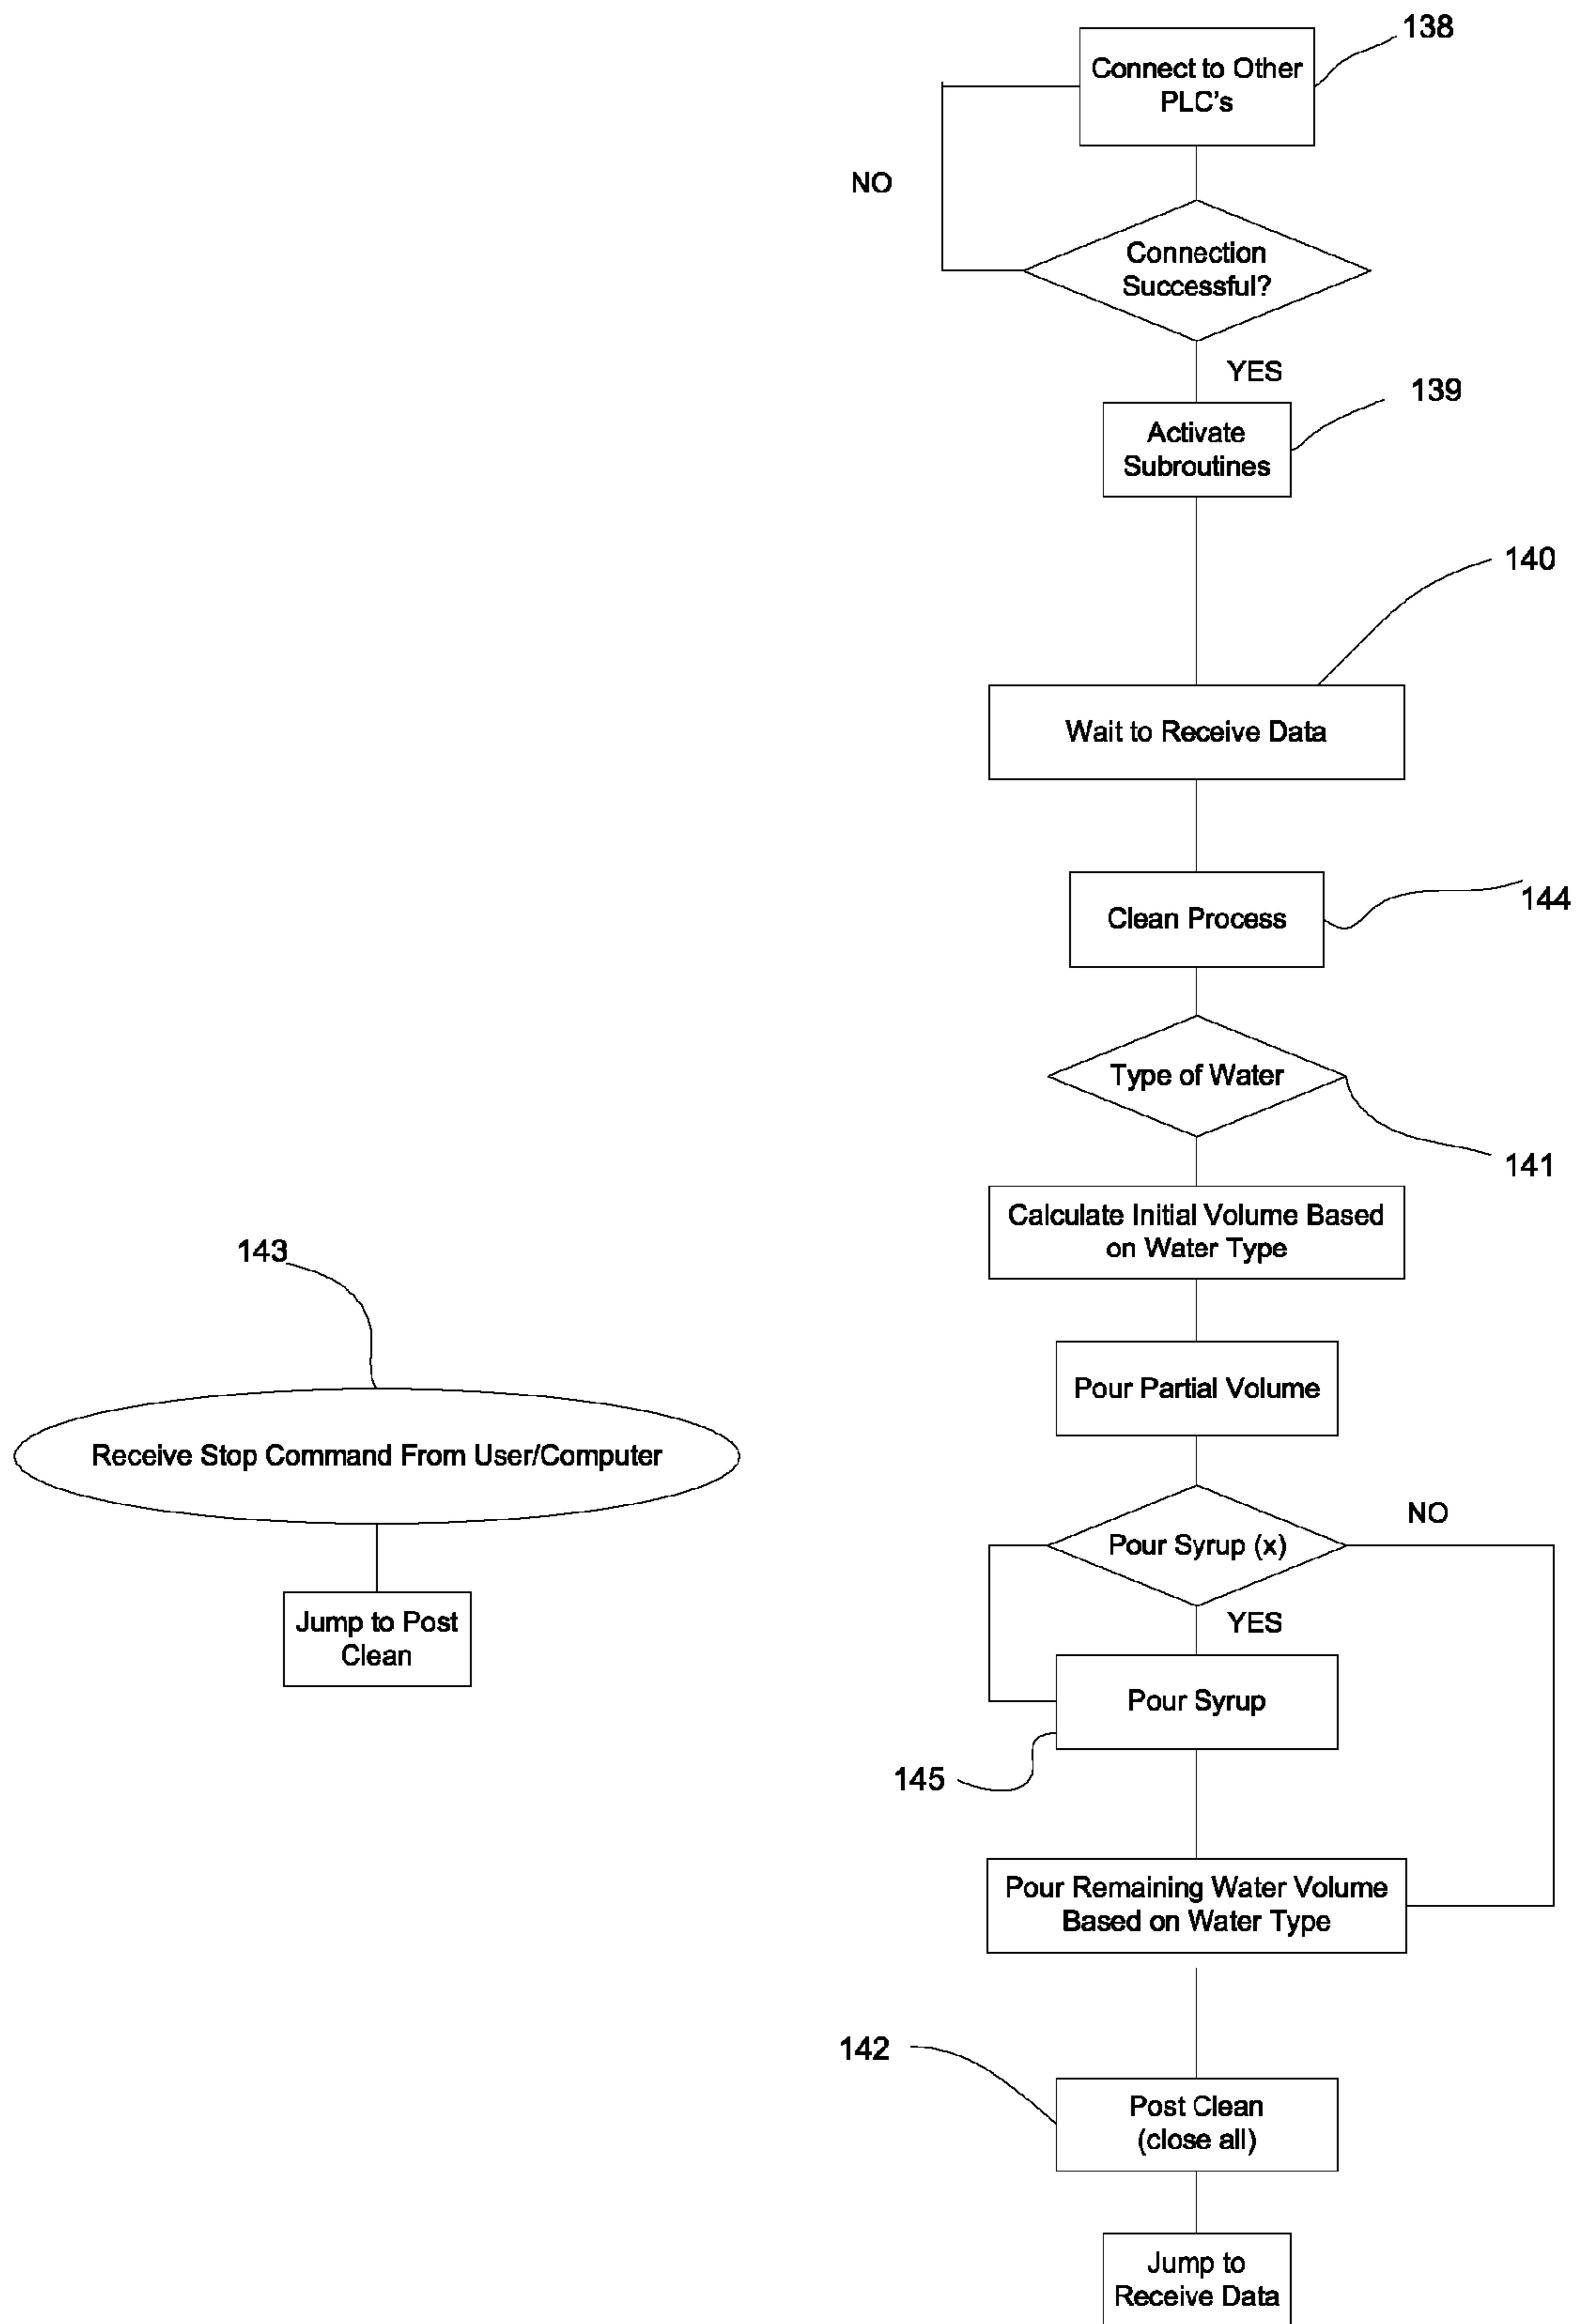 138
Connect to Other
PLC's
NO
Connection
Successful?
YES
139
Activate
Subroutines
140
Wait to Receive Data
144
Clean Process
Type of Water
141
Calculate Initial Volume Based
on Water Type
143
Pour Partial Volume
Receive Stop Command From User/Computer
NO
Pour Syrup (x)
YES
Jump to Post
Clean
Pour Syrup
145
Pour Remaining Water Volume
Based on Water Type
142
Post Clean
(close all)
Jump to
Receive Data